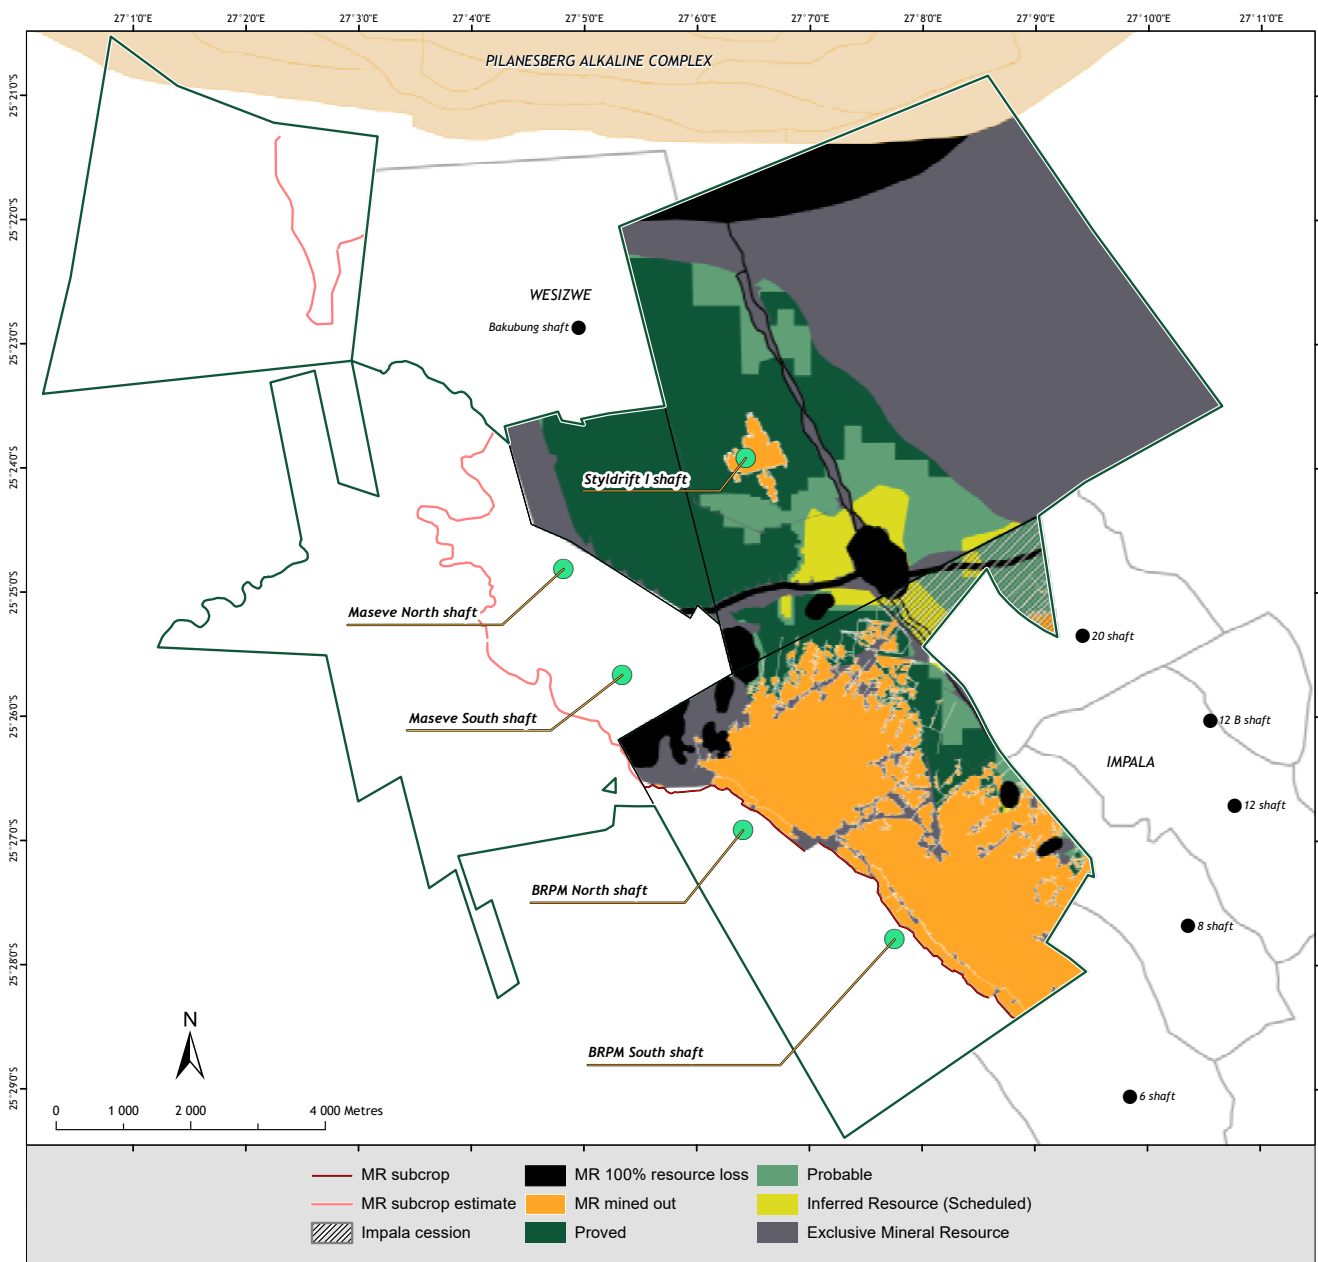 27°1'0"E 27°2'0"E 27°3'0"E 27°4'0"E 27°5'0"E 27°6'0"E 27°7'0"E 27°8'0"E 27°9'0"E 27°10'0"E 27°11'0"E
PILANESBERG ALKALINE COMPLEX
25°21'0"S
25°22'0"S
WESIZWE
Bakubung shaft
25°23'0"S
25°24'0"S
Styldrift I shaft
25°25'0"S
Maseve North shaft
20 shaft
25°26'0"S
Maseve South shaft
12 B shaft
IMPALA
12 shaft
25°27'0"S
BRPM North shaft
8 shaft
25°28'0"S
N
BRPM South shaft
25°29'0"S
6 shaft
0 1 000 2 000 4 000 Metres
MR subcrop
MR subcrop estimate
Impala cession
MR 100% resource loss
MR mined out
Proved
Probable
Inferred Resource (Scheduled)
Exclusive Mineral Resource